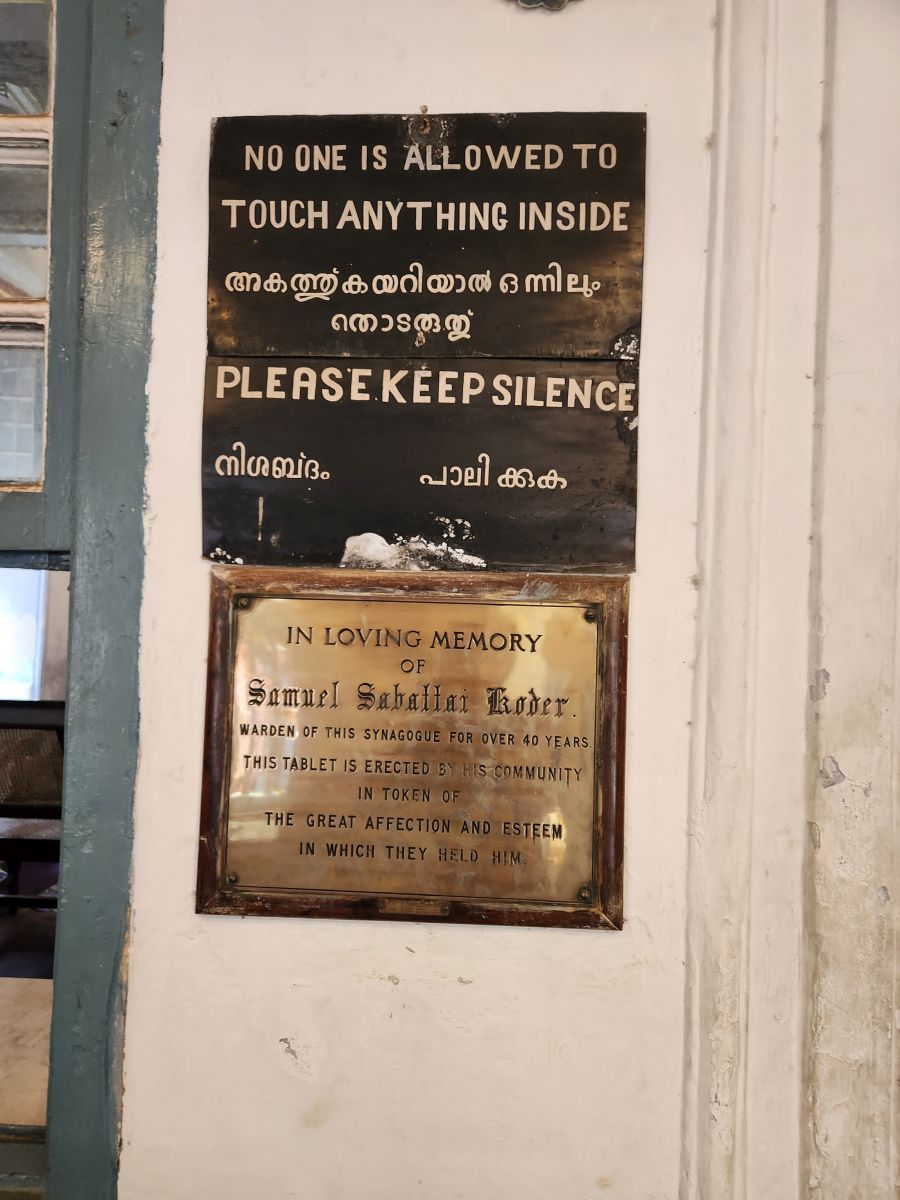 NO ONE IS ALLOWED TO
TOUCH ANYTHING INSIDE
അകത്തു് കയറിയാൽ ഒന്നിലും
തൊടരുതു്
PLEASE KEEP SILENCE
നിശബ്ദം പാലിക്കുക
IN LOVING MEMORY
OF
Samuel Sabattai Koder.
WARDEN OF THIS SYNAGOGUE FOR OVER 40 YEARS.
THIS TABLET IS ERECTED BY HIS COMMUNITY
IN TOKEN OF
THE GREAT AFFECTION AND ESTEEM
IN WHICH THEY HELD HIM.